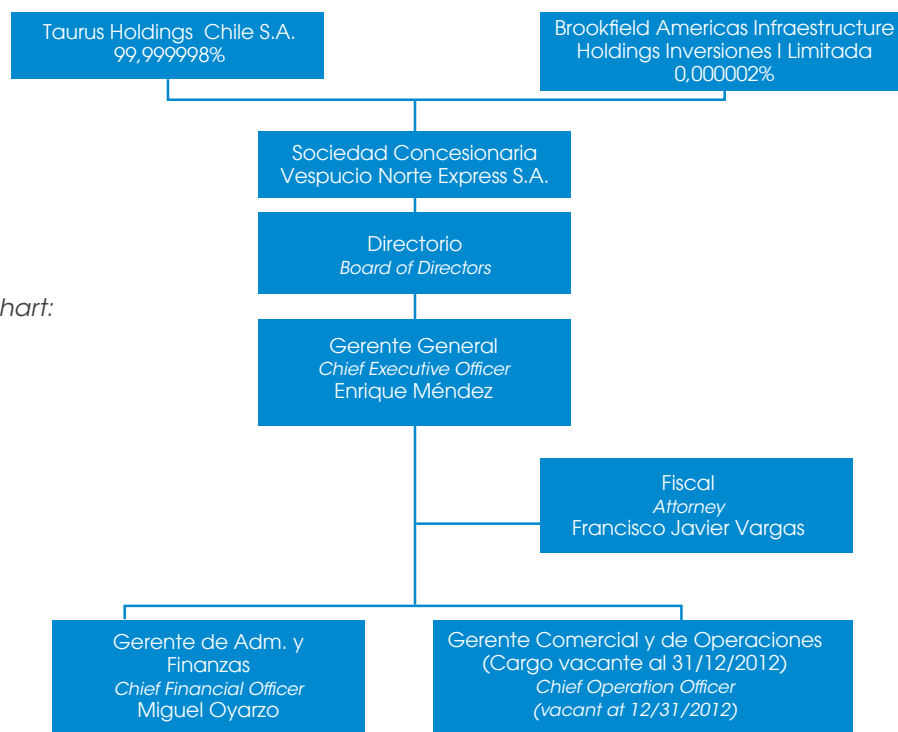 Taurus Holdings Chile S.A.
99,999998%
Brookfield Americas Infraestructure
Holdings Inversiones I Limitada
0,000002%
Sociedad Concesionaria
Vespucio Norte Express S.A.
Directorio
Board of Directors
hart:
Gerente General
Chief Executive Officer
Enrique Méndez
Fiscal
Attorney
Francisco Javier Vargas
Gerente de Adm. y
Finanzas
Chief Financial Officer
Miguel Oyarzo
Gerente Comercial y de Operaciones
(Cargo vacante al 31/12/2012)
Chief Operation Officer
(vacant at 12/31/2012)